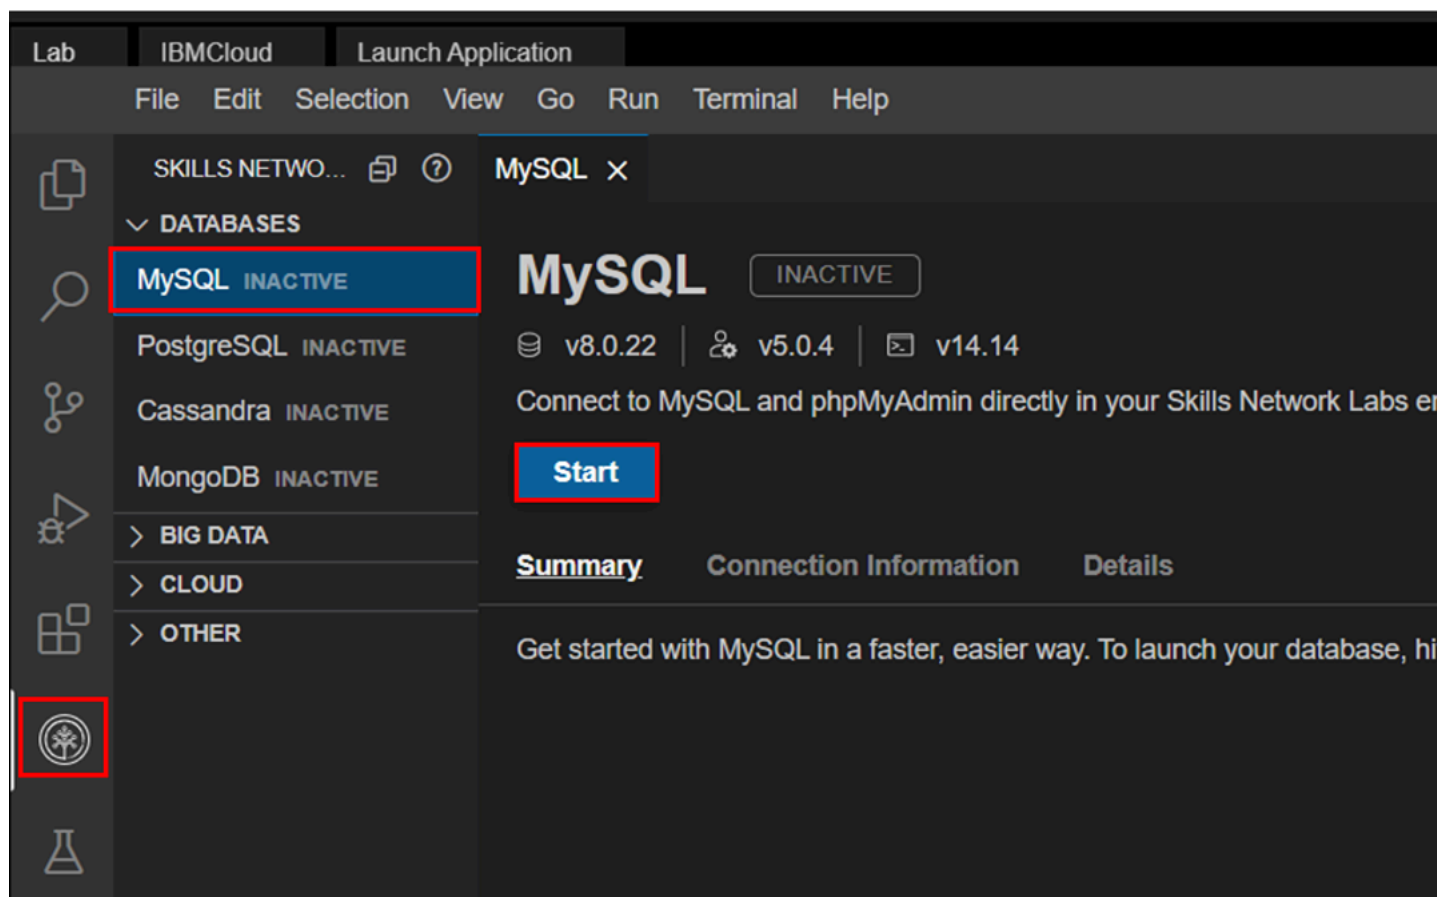 Lab IBMCloud Launch Application
File Edit Selection View Go Run Terminal Help
SKILLS NETWO...
MySQL
DATABASES
MySQL INACTIVE
PostgreSQL INACTIVE
Cassandra INACTIVE
MongoDB INACTIVE
BIG DATA
CLOUD
OTHER
MySQL INACTIVE
v8.0.22 v5.0.4 v14.14
Connect to MySQL and phpMyAdmin directly in your Skills Network Labs er
Start
Summary Connection Information Details
Get started with MySQL in a faster, easier way. To launch your database, hi